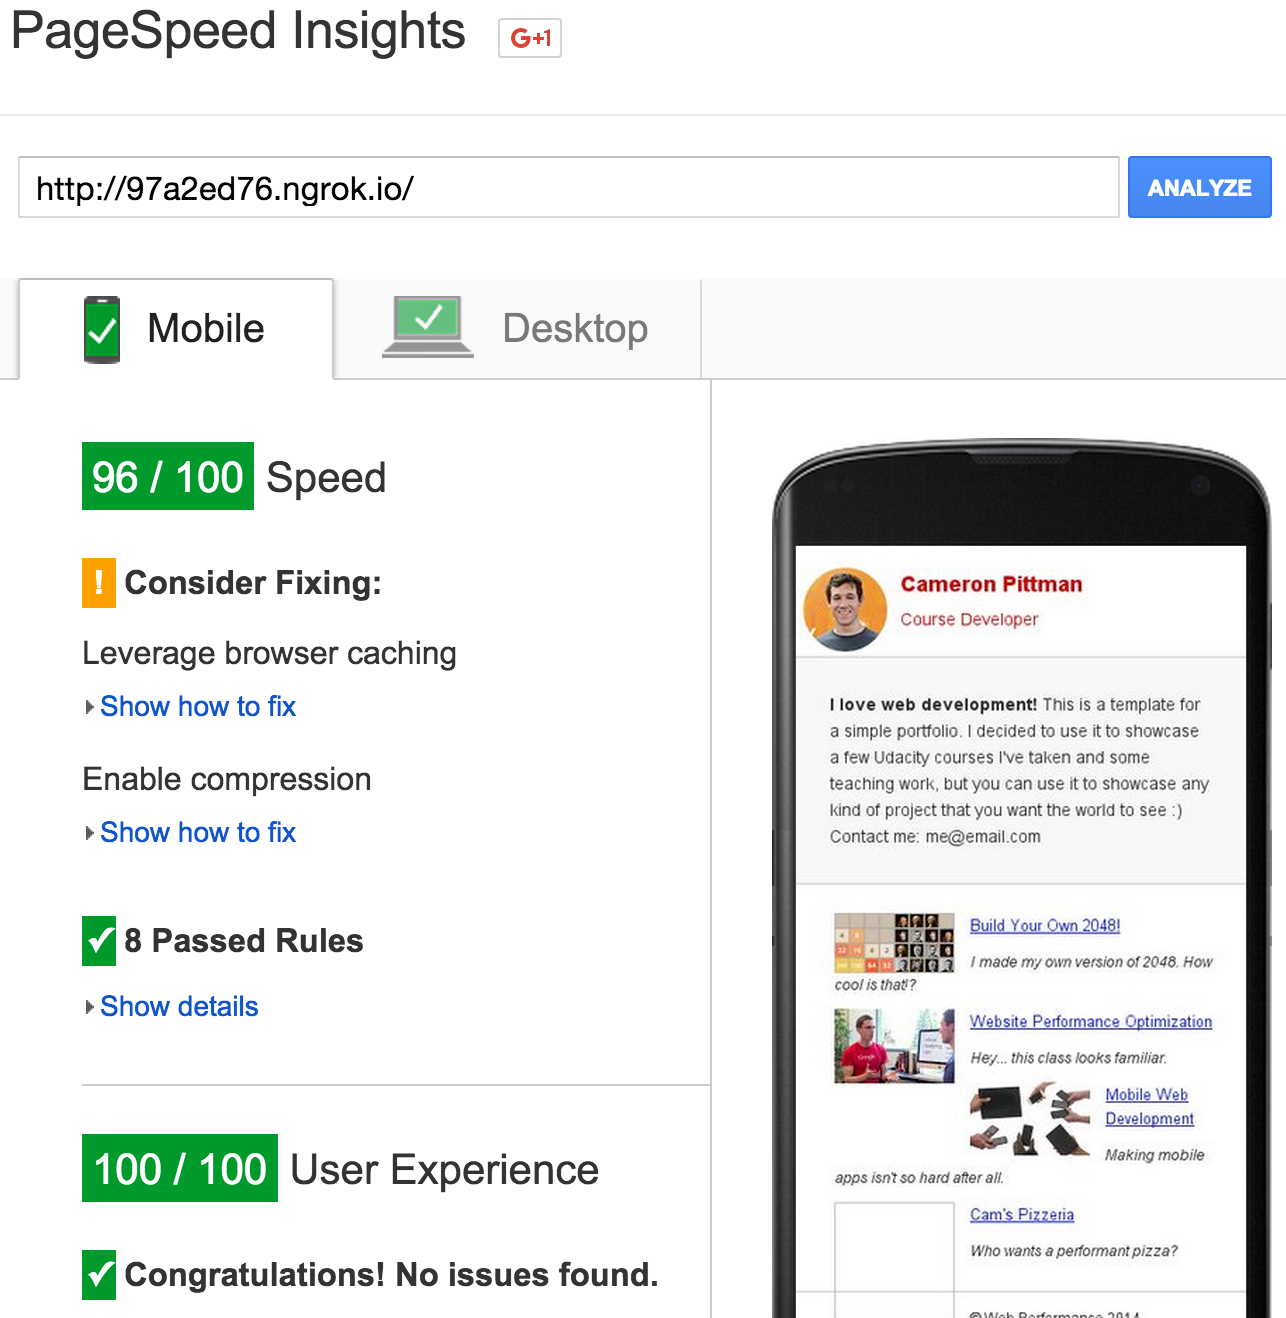 PageSpeed Insights
G+1
http://97a2ed76.ngrok.io/
ANALYZE
Mobile
Desktop
96 / 100 Speed
! Consider Fixing:
Leverage browser caching
Show how to fix
Enable compression
Show how to fix
8 Passed Rules
Show details
100 / 100 User Experience
Congratulations! No issues found.
Cameron Pittman
Course Developer
I love web development! This is a template for
a simple portfolio. I decided to use it to showcase
a few Udacity courses I've taken and some
teaching work, but you can use it to showcase any
kind of project that you want the world to see :)
Contact me: me@email.com
Build Your Own 2048!
I made my own version of 2048. How
cool is that!?
Website Performance Optimization
Hey... this class looks familiar.
Mobile Web
Development
Making mobile
apps isn't so hard after all.
Cam's Pizzeria
Who wants a performant pizza?
©Web Performance 2014